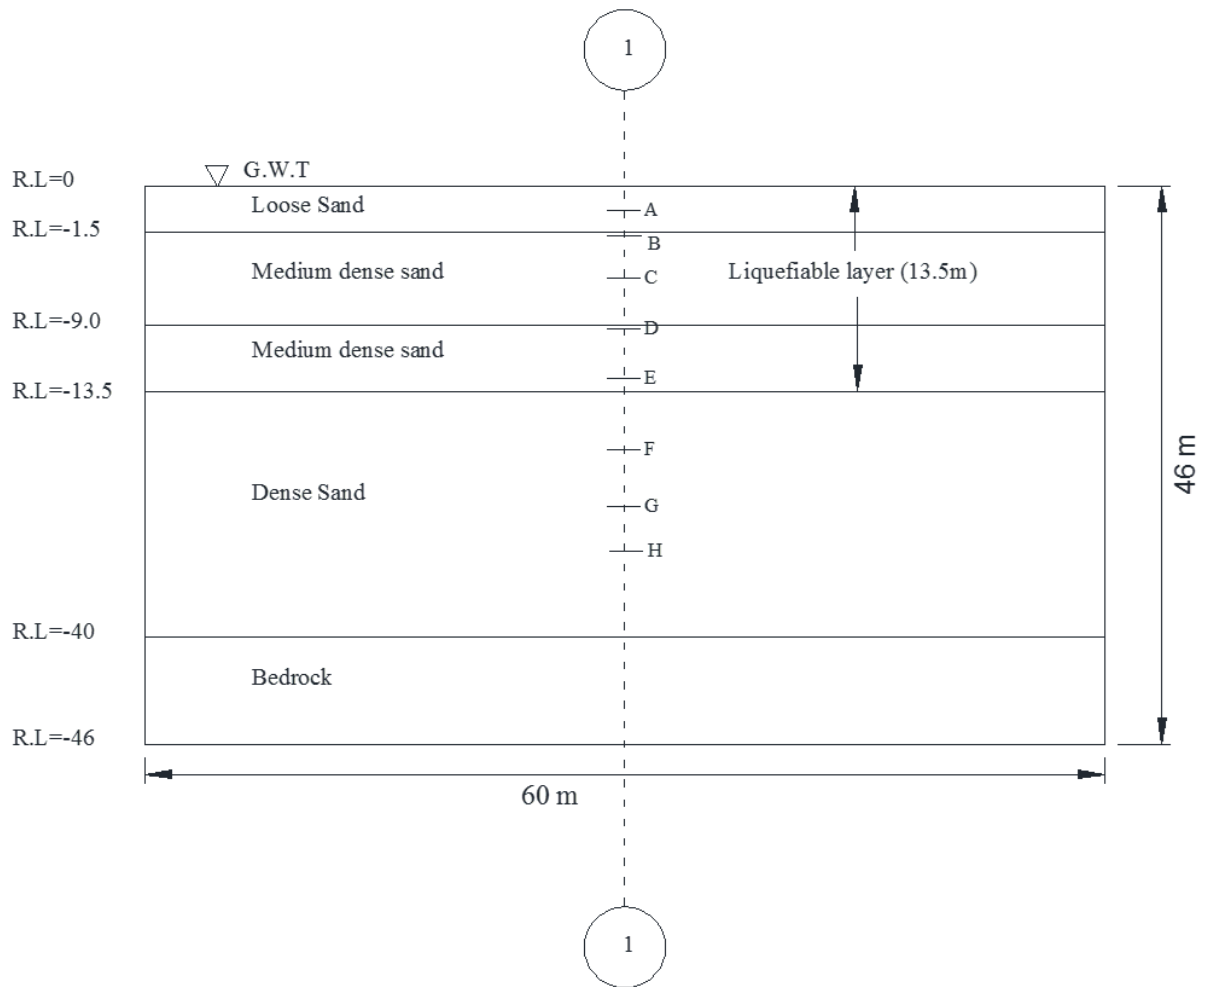 1
G.W.T
R.L=0
Loose Sand
A
R.L=-1.5
B
Medium dense sand
C
Liquefiable layer (13.5m)
R.L=-9.0
D
Medium dense sand
E
R.L=-13.5
F
46 m
Dense Sand
G
H
R.L=-40
Bedrock
R.L=-46
60 m
1